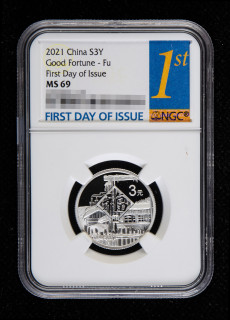 2021 China S3Y
Good Fortune - Fu
First Day of Issue
MS 69
1st
FIRST DAY OF ISSUE
NGC®
3元